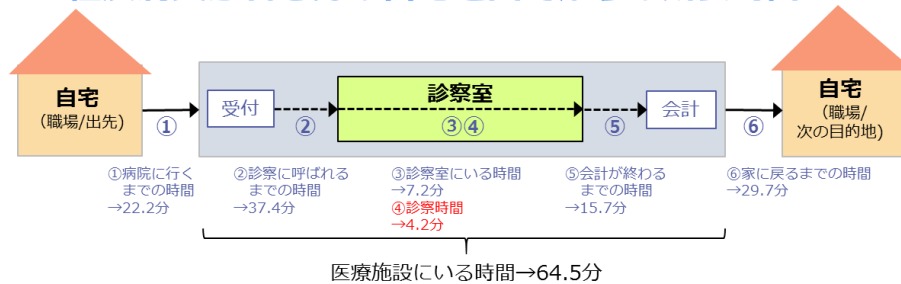 自宅
(職場/出先)
①
受付
②
診察室
③④
⑤
会計
⑥
自宅
(職場/
次の目的地)
①病院に行く
までの時間
→22.2分
②診察に呼ばれる
までの時間
→37.4分
③診察室にいる時間
→7.2分
④診察時間
→4.2分
⑤会計が終わる
までの時間
→15.7分
⑥家に戻るまでの時間
→29.7分
医療施設にいる時間→64.5分